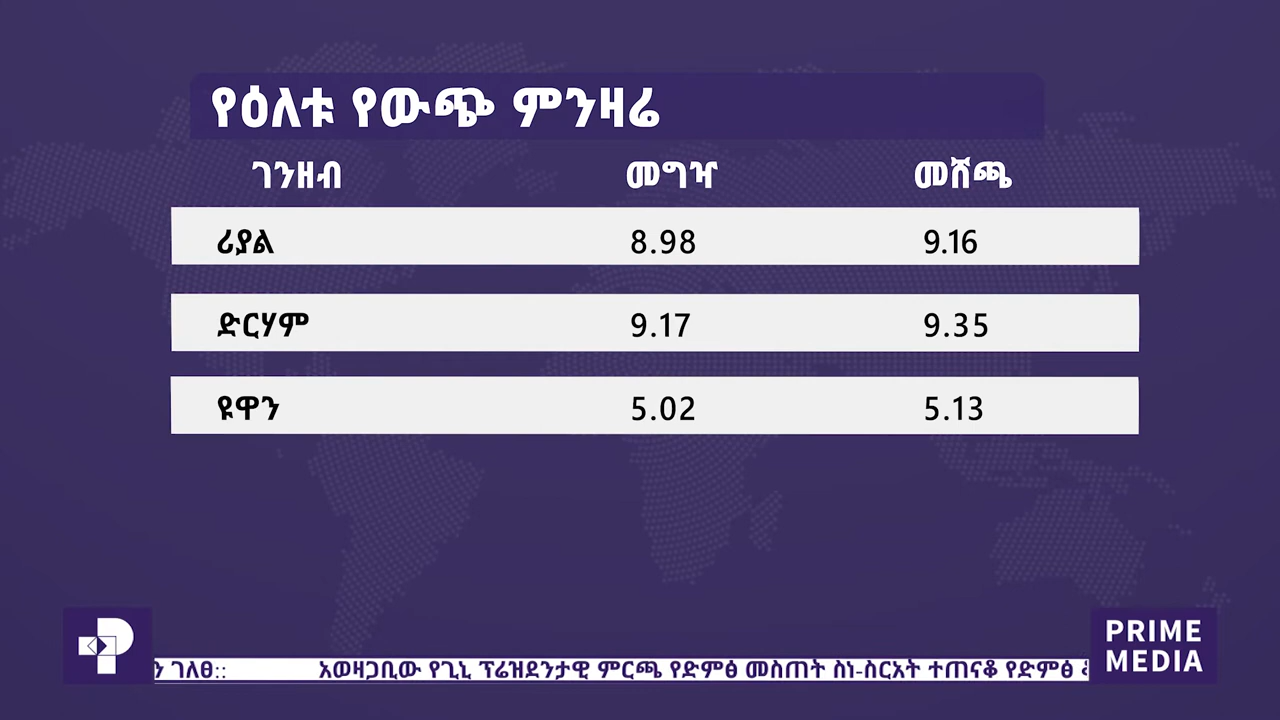 የዕለቱ የውጭ ምንዛሬ
ገንዘብ መግዣ መሸጫ
ሪያል 8.98 9.16
ድርሃም 9.17 9.35
ዩዋን 5.02 5.13
ን ገለፀ:: አወዛጋቢው የጊኒ ፕሬዝደንታዊ ምርጫ የድምፅ መስጠት ስነ-ስርአት ተጠናቆ የድምፅ
PRIME
MEDIA